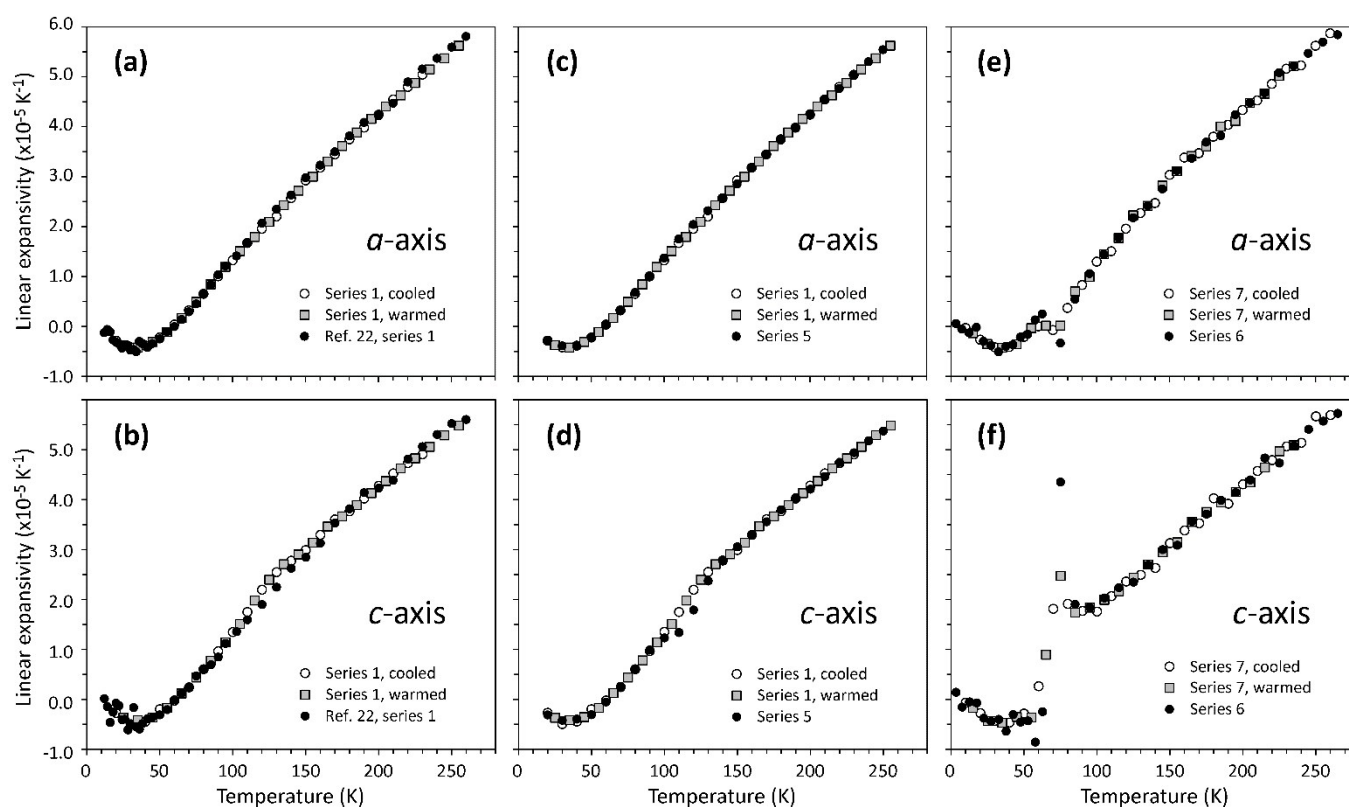 (a)
(c)
(e)
6.0
5.0
4.0
3.0
2.0
1.0
0.0
-1.0
Linear expansivity (x10-5 K-1)
a-axis
Series 1, cooled
Series 1, warmed
Ref. 22, series 1
a-axis
Series 1, cooled
Series 1, warmed
Series 5
a-axis
Series 7, cooled
Series 7, warmed
Series 6
(b)
(d)
(f)
5.0
4.0
3.0
2.0
1.0
0.0
-1.0
Linear expansivity (x10-5 K-1)
c-axis
Series 1, cooled
Series 1, warmed
Ref. 22, series 1
c-axis
Series 1, cooled
Series 1, warmed
Series 5
c-axis
Series 7, cooled
Series 7, warmed
Series 6
0 50 100 150 200 250
0 50 100 150 200 250
0 50 100 150 200 250
Temperature (K)
Temperature (K)
Temperature (K)